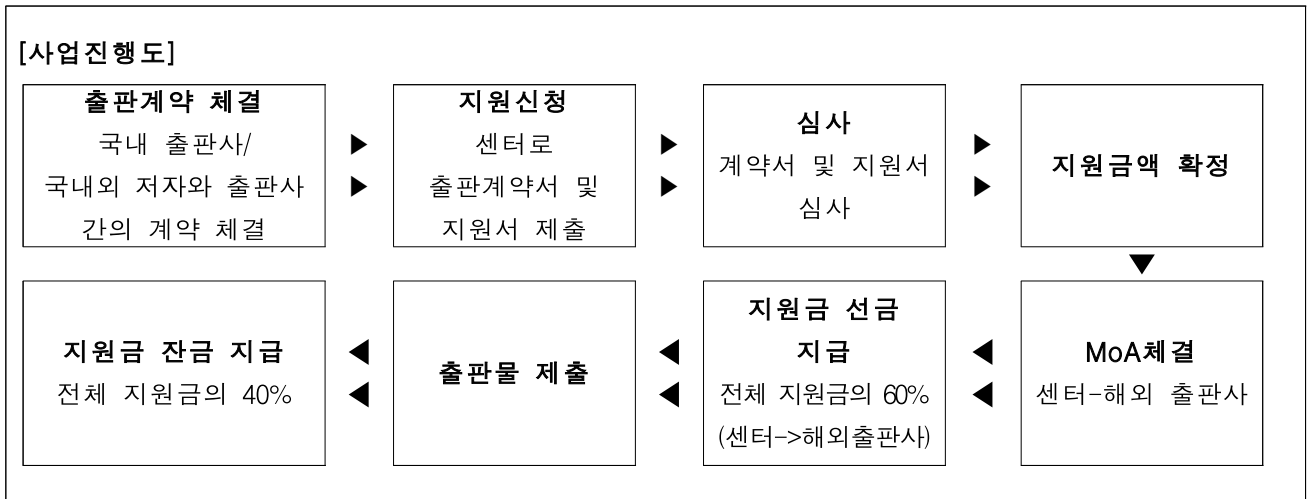 [사업진행도]
출판계약 체결
국내 출판사/
국내외 저자와 출판사
간의 계약 체결
지원신청
센터로
출판계약서 및
지원서 제출
심사
계약서 및 지원서
심사
지원금액 확정
MoA체결
센터-해외 출판사
지원금 선금
지급
전체 지원금의 60%
(센터->해외출판사)
출판물 제출
지원금 잔금 지급
전체 지원금의 40%